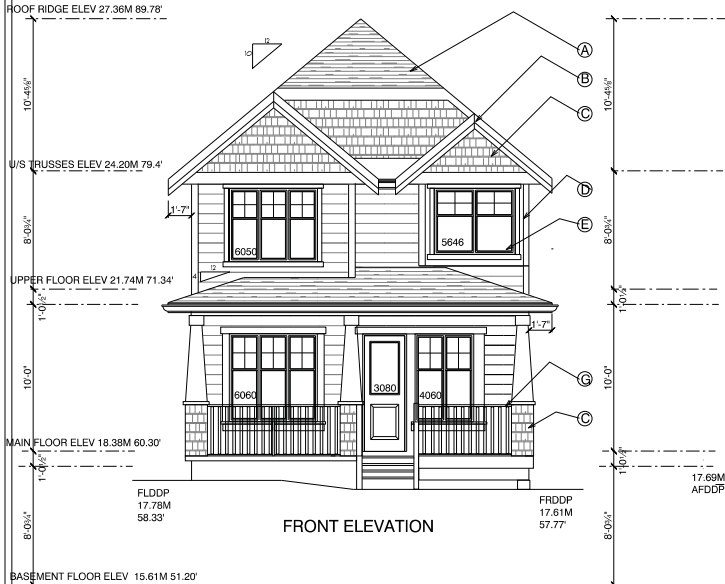 ROOF RIDGE ELEV 27.36M 89.78'
12
A
B
10'-45/8"
10'-45/8"
C
U/S TRUSSES ELEV 24.20M 79.4'
D
1'-7"
E
8'-0¾"
8'-0¾"
6050
5646
4
12
UPPER FLOOR ELEV 21.74M 71.34'
1'-0½"
1'-0½"
1'-7"
10'-0"
10'-0"
G
6060
3080
4060
C
MAIN FLOOR ELEV 18.38M 60.30'
1'-0½"
1'-0½"
17.69M
AFDDP
FLDDP
17.78M
58.33'
FRDDP
17.61M
57.77'
FRONT ELEVATION
8'-0¾"
8'-0¾"
BASEMENT FLOOR ELEV 15.61M 51.20'